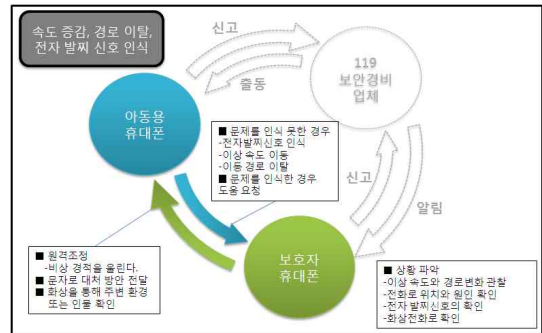 속도 증감, 경로 이탈,
전자 발찌 신호 인식
신고
출동
119
보안경비
업체
아동용
휴대폰
■ 문제를 인식 못한 경우
-전자발찌신호 인식
-이상 속도 이동
-이동 경로 이탈
■ 문제를 인식한 경우
도움 요청
신고
알림
■ 원격조정
-비상 경적을 울린다.
■ 문자로 대처 방안 전달
■ 화상을 통해 주변 환경
또는 인물 확인
보호자
휴대폰
■ 상황 파악
-이상 속도와 경로변화 관찰
-전화로 위치와 원인 확인
-전자 발찌신호의 확인
-화상전화로 확인